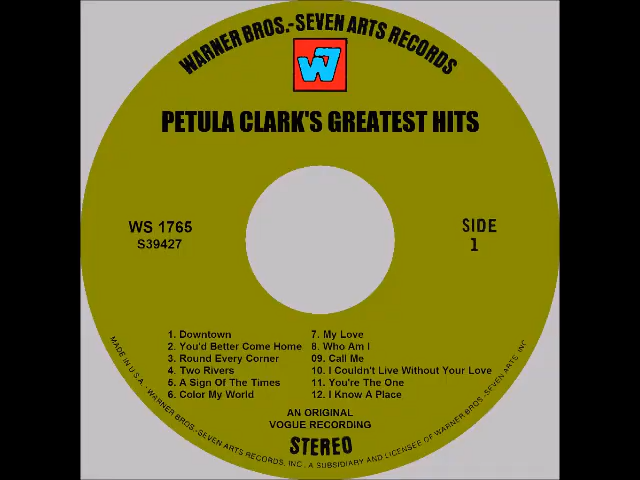 WARNER BROS.-SEVEN ARTS RECORDS
W7
PETULA CLARK'S GREATEST HITS
WS 1765
S39427
SIDE
1
1. Downtown
2. You'd Better Come Home
3. Round Every Corner
4. Two Rivers
5. A Sign Of The Times
6. Color My World
7. My Love
8. Who Am I
09. Call Me
10. I Couldn't Live Without Your Love
11. You're The One
12. I Know A Place
AN ORIGINAL
VOGUE RECORDING
STEREO
MADE IN U.S.A. WARNER BROS.-SEVEN ARTS RECORDS, INC., A SUBSIDIARY AND LICENSEE OF WARNER BROS.-SEVEN ARTS, INC.